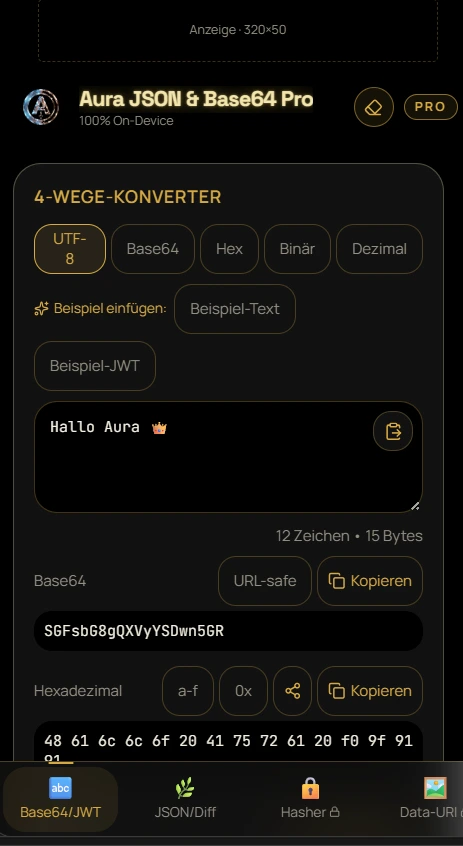 Anzeige · 320×50
Aura JSON & Base64 Pro
100% On-Device
PRO
4-WEGE-KONVERTER
UTF-
8
Base64
Hex
Binär
Dezimal
Beispiel einfügen:
Beispiel-Text
Beispiel-JWT
Hallo Aura 👑
12 Zeichen • 15 Bytes
Base64
URL-safe
Kopieren
SGFsbG8gQXVyYSDwn5GR
Hexadezimal
a-f
0x
Kopieren
48 61 6c 6c 6f 20 41 75 72 61 20 f0 9f 91
91
abc
Base64/JWT
JSON/Diff
Hasher
Data-URI